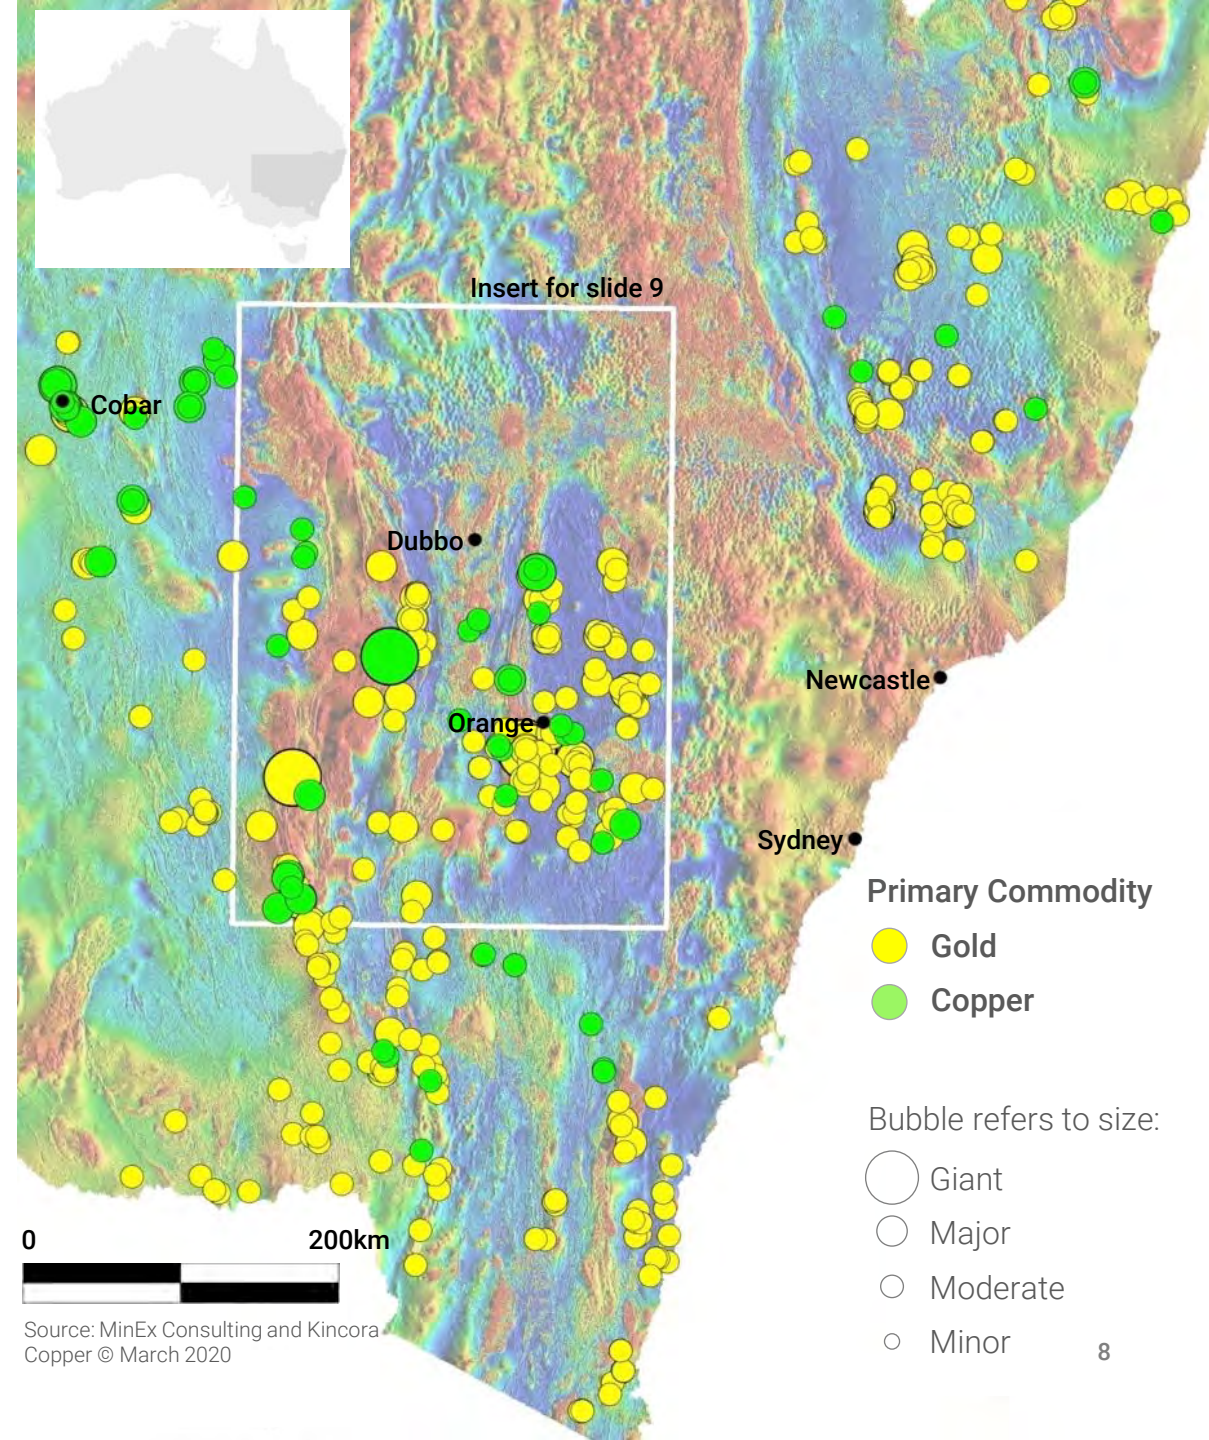 Insert for slide 9
Cobar
Dubbo
Orange
Newcastle
Sydney
Primary Commodity
Gold
Copper
Bubble refers to size:
Giant
Major
Moderate
Minor
0 200km
Source: MinEx Consulting and Kincora
Copper © March 2020
8